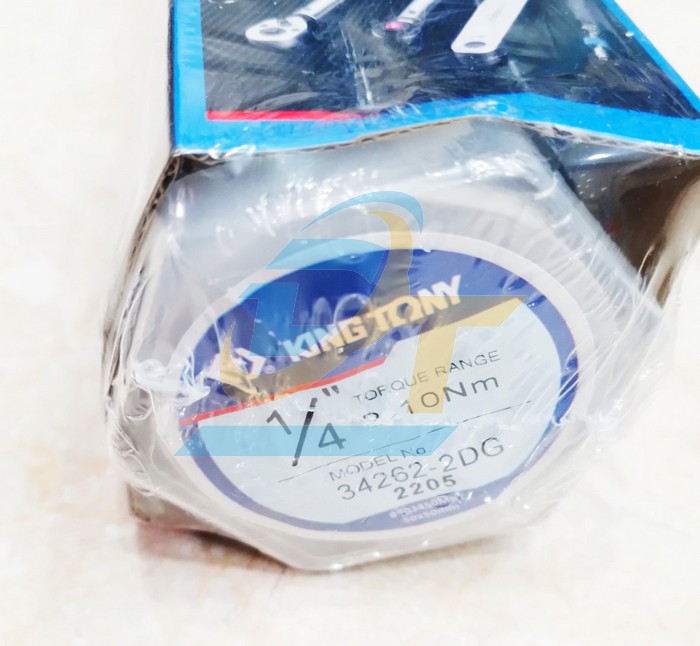 KING TONY
1/4" TORQUE RANGE
2-10Nm
MODEL No
34262-2DG
2205